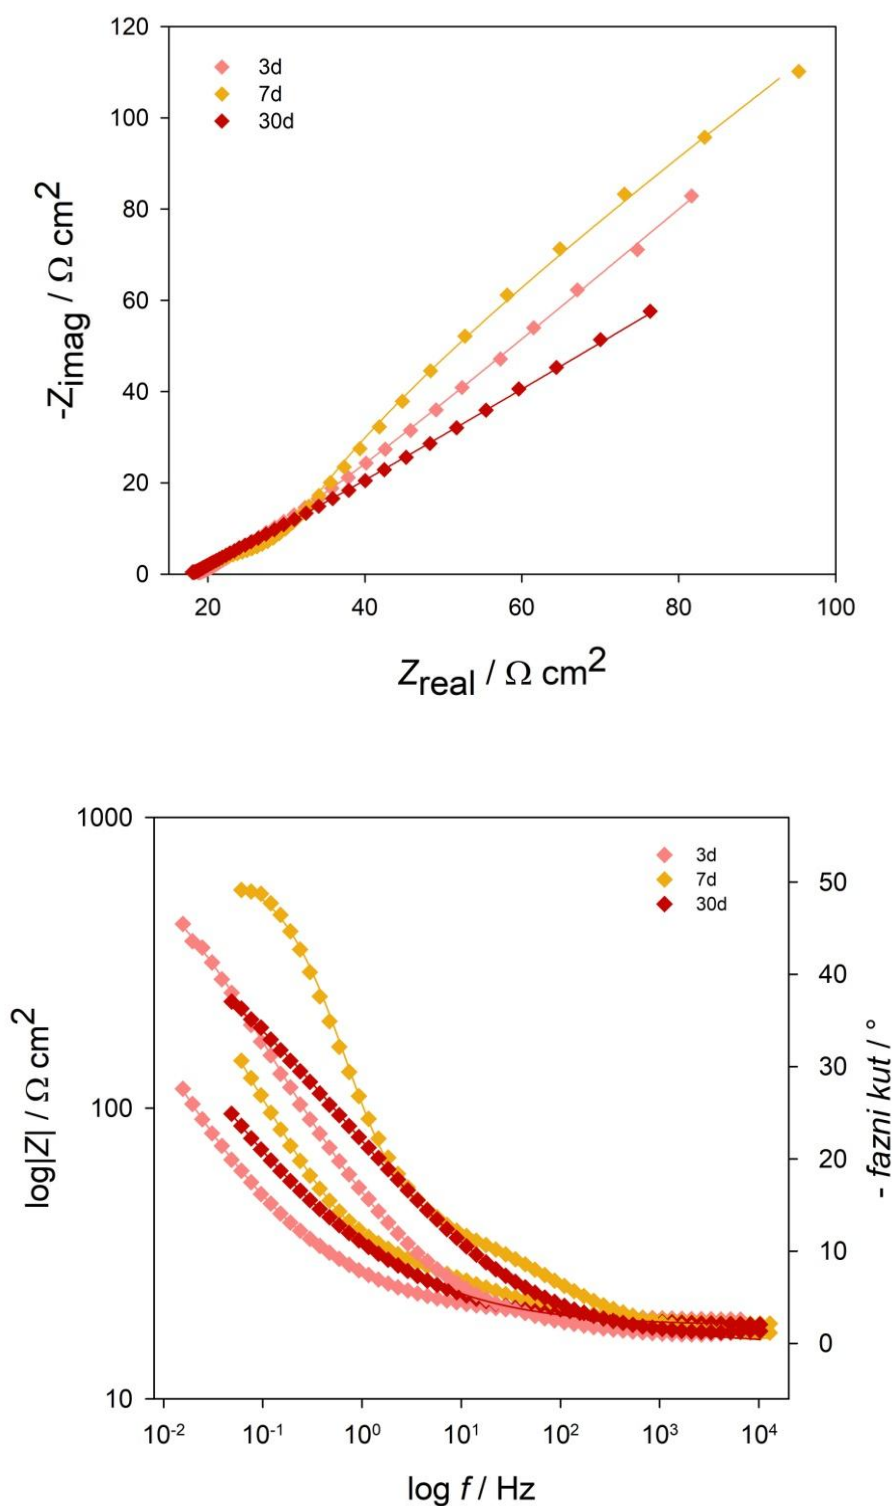 120
100
80
60
40
20
0
-Zimag / Ω cm²
3d
7d
30d
20
40
60
80
100
Zreal / Ω cm²
1000
100
10
log|Z| / Ω cm²
3d
7d
30d
50
40
30
20
10
0
- fazni kut / °
10⁻²
10⁻¹
10⁰
10¹
10²
10³
10⁴
log f / Hz